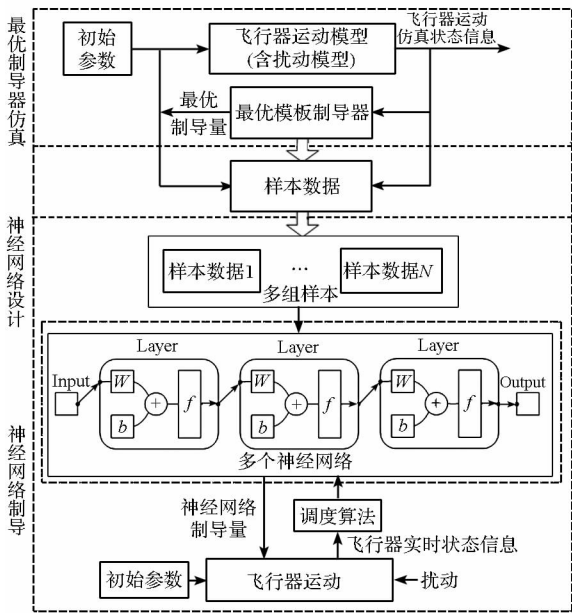 最优制导器仿真
初始
参数
飞行器运动模型
(含扰动模型)
飞行器运动
仿真状态信息
最优
制导量
最优模板制导器
样本数据
神经网络设计
样本数据1
...
样本数据N
多组样本
Layer
Layer
Layer
Input
W
b
+
f
W
b
+
f
W
b
+
f
Output
多个神经网络
神经网络制导
神经网络
制导量
调度算法
飞行器实时状态信息
初始参数
飞行器运动
扰动